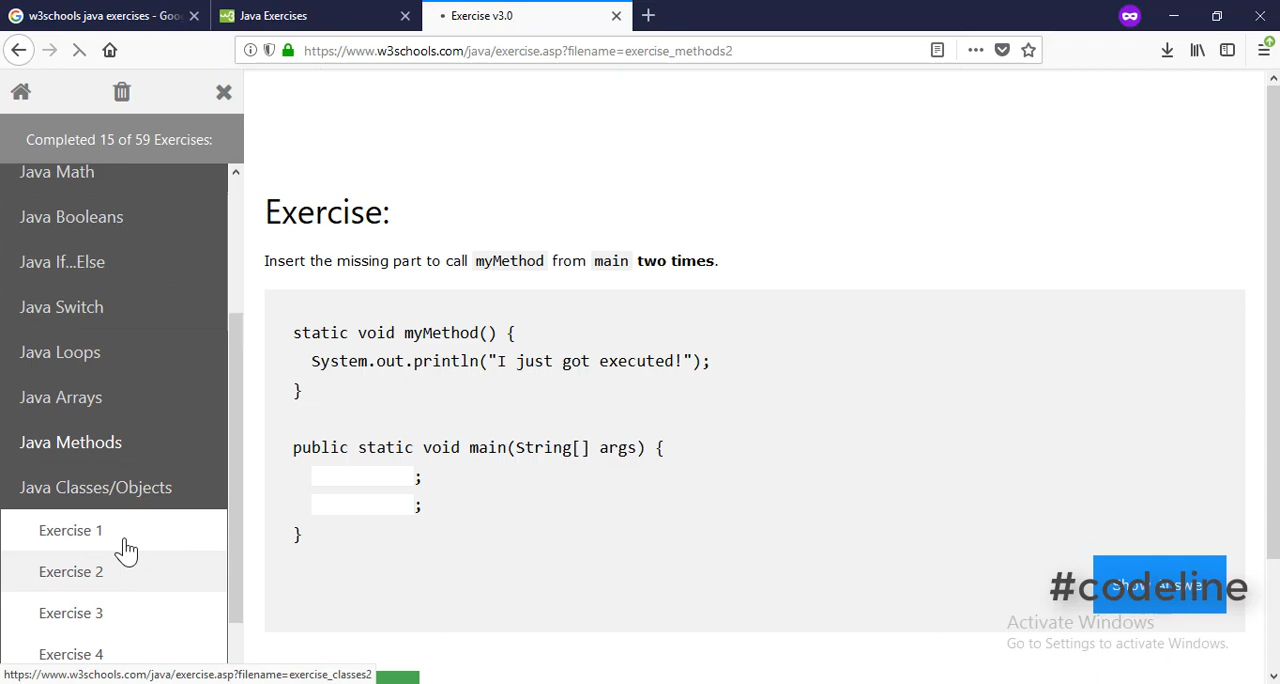 w3schools java exercises - Goo
Java Exercises
Exercise v3.0
https://www.w3schools.com/java/exercise.asp?filename=exercise_methods2
Completed 15 of 59 Exercises:
Java Math
Java Booleans
Java If...Else
Java Switch
Java Loops
Java Arrays
Java Methods
Java Classes/Objects
Exercise 1
Exercise 2
Exercise 3
Exercise 4
https://www.w3schools.com/java/exercise.asp?filename=exercise_classes2
Exercise:
Insert the missing part to call myMethod from main two times.
static void myMethod() {
System.out.println("I just got executed!");
}
public static void main(String[] args) {
;
;
}
Show Answer
#codeline
Activate Windows
Go to Settings to activate Windows.